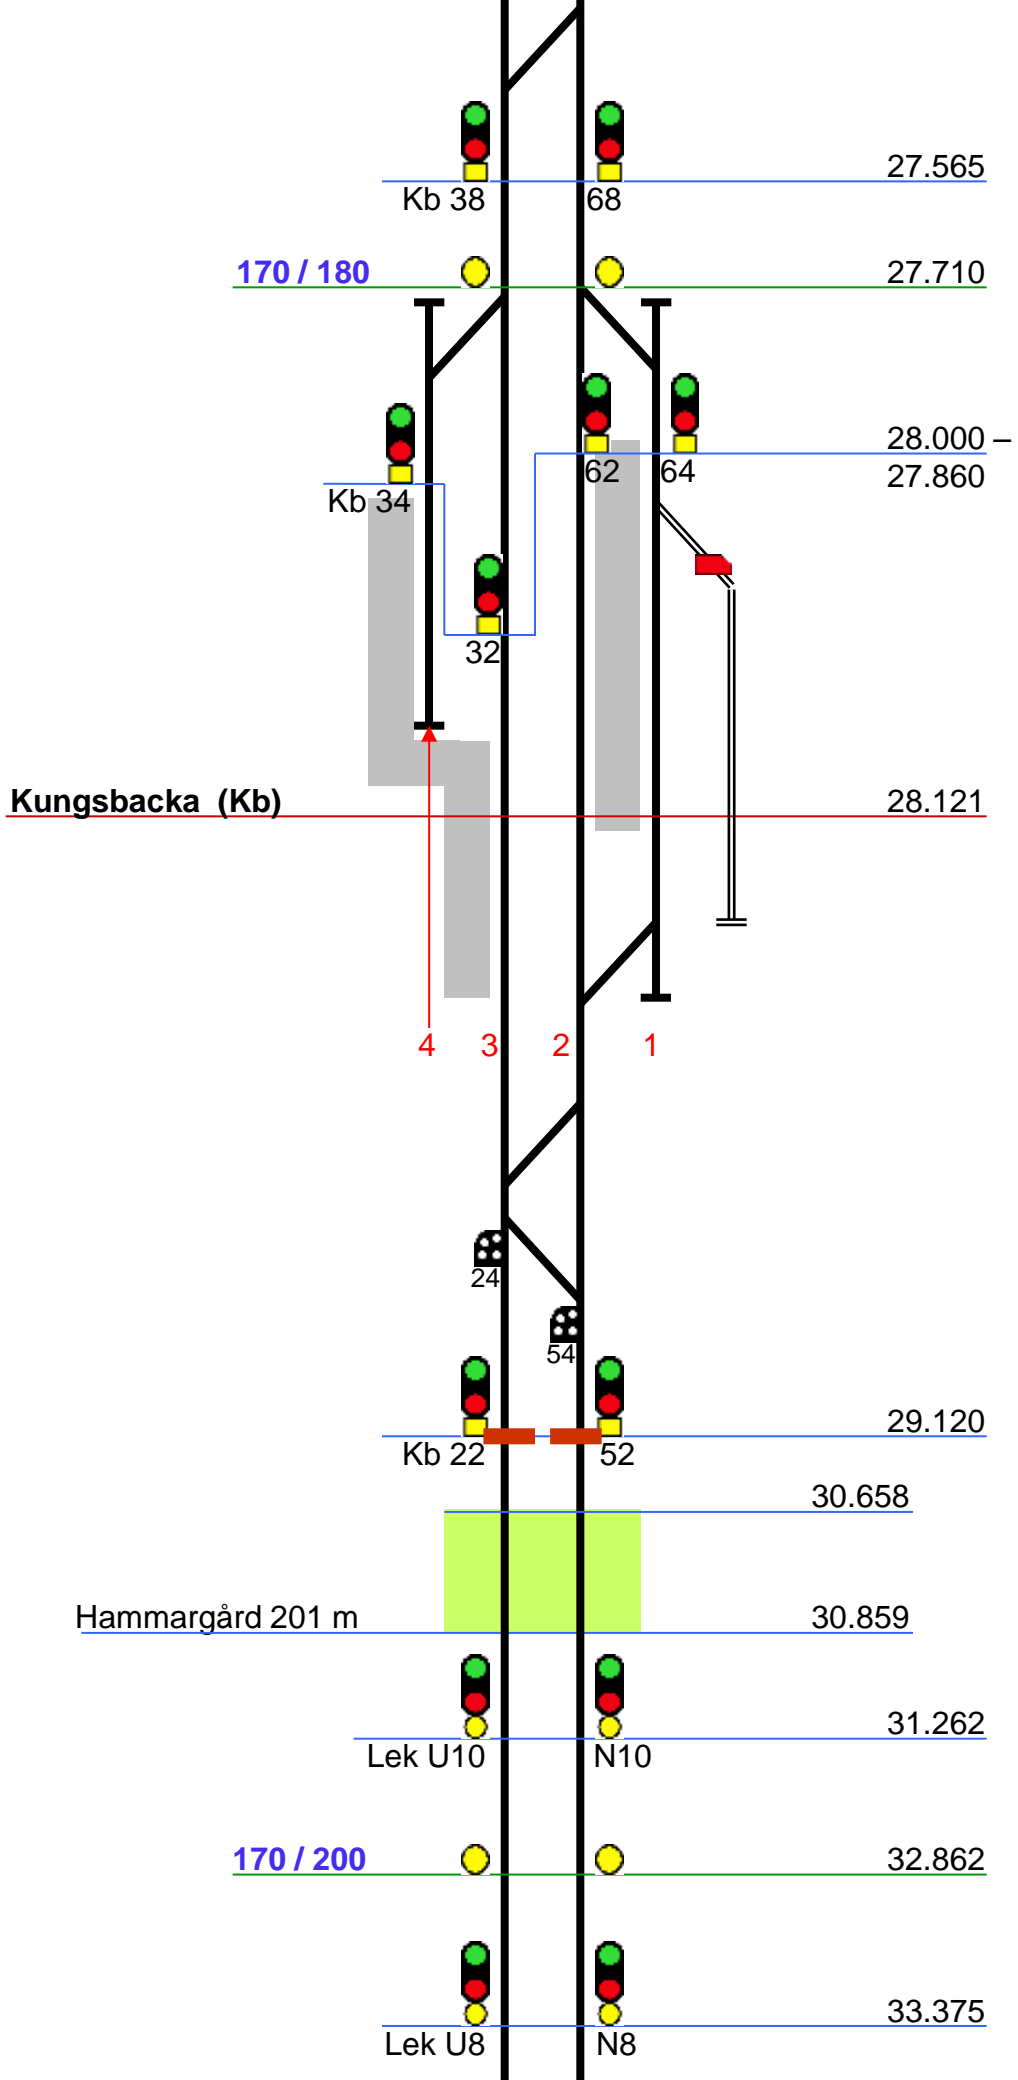 27.565
Kb 38 68
170 / 180 27.710
28.000 –
62 64 27.860
Kb 34
32
Kungsbacka (Kb) 28.121
4 3 2 1
24
54
29.120
Kb 22 52
30.658
Hammargård 201 m 30.859
31.262
Lek U10 N10
170 / 200 32.862
33.375
Lek U8 N8